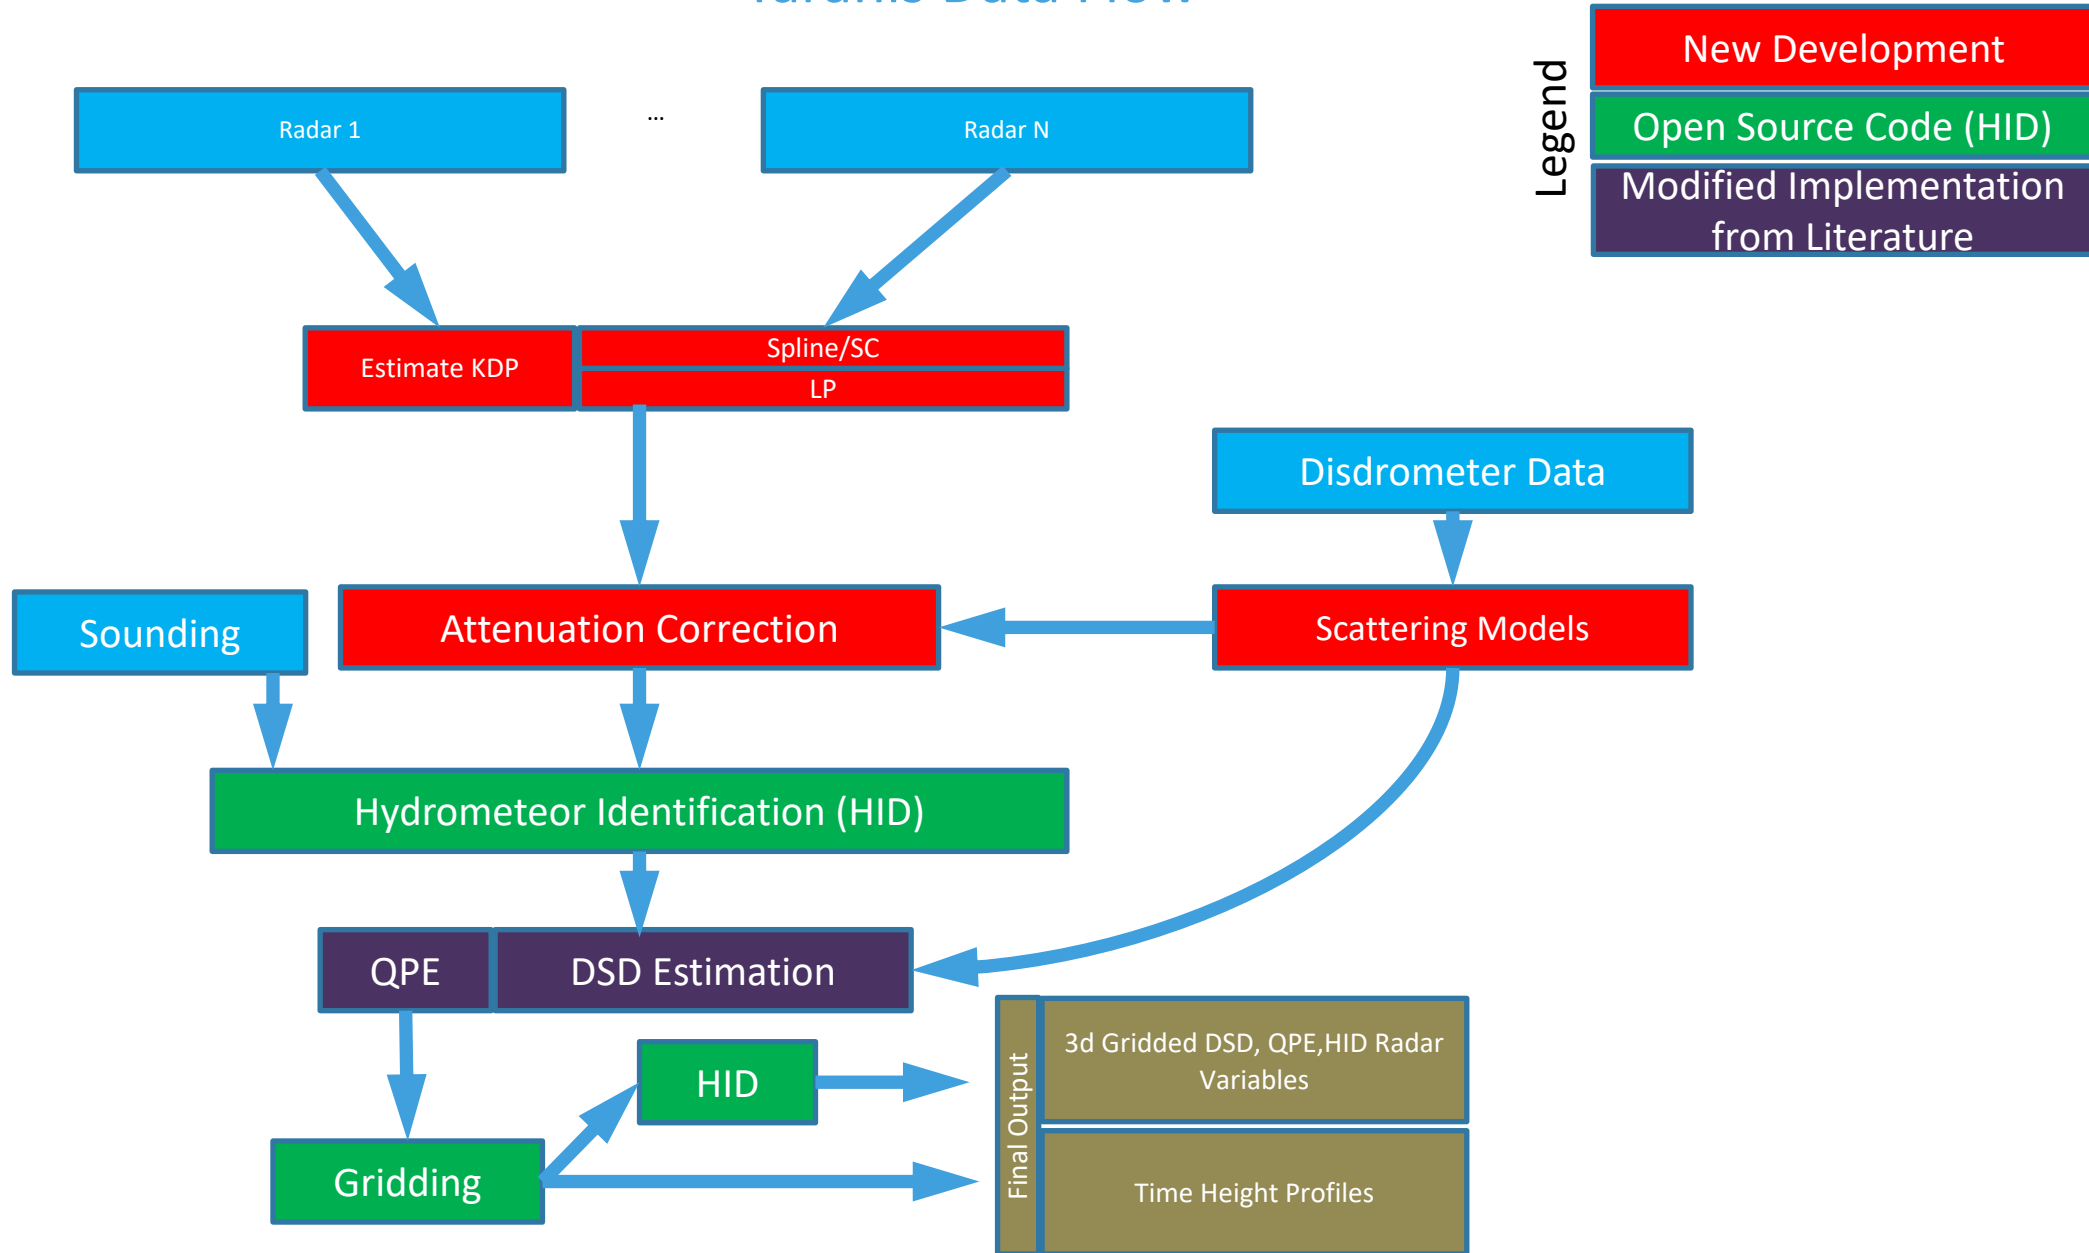 Data Flow
Legend
New Development
Open Source Code (HID)
Modified Implementation
from Literature
Radar 1
...
Radar N
Estimate KDP
Spline/SC
LP
Disdrometer Data
Sounding
Attenuation Correction
Scattering Models
Hydrometeor Identification (HID)
QPE
DSD Estimation
HID
Gridding
Final Output
3d Gridded DSD, QPE,HID Radar
Variables
Time Height Profiles